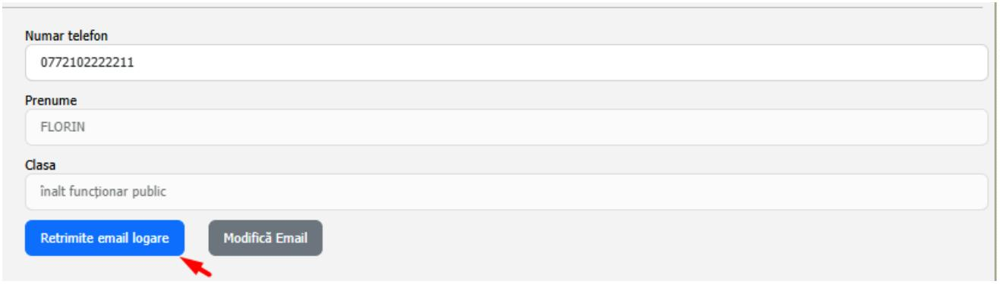 Numar telefon
0772102222211
Prenume
FLORIN
Clasa
înalt funcționar public
Retrimite email logare
Modifică Email